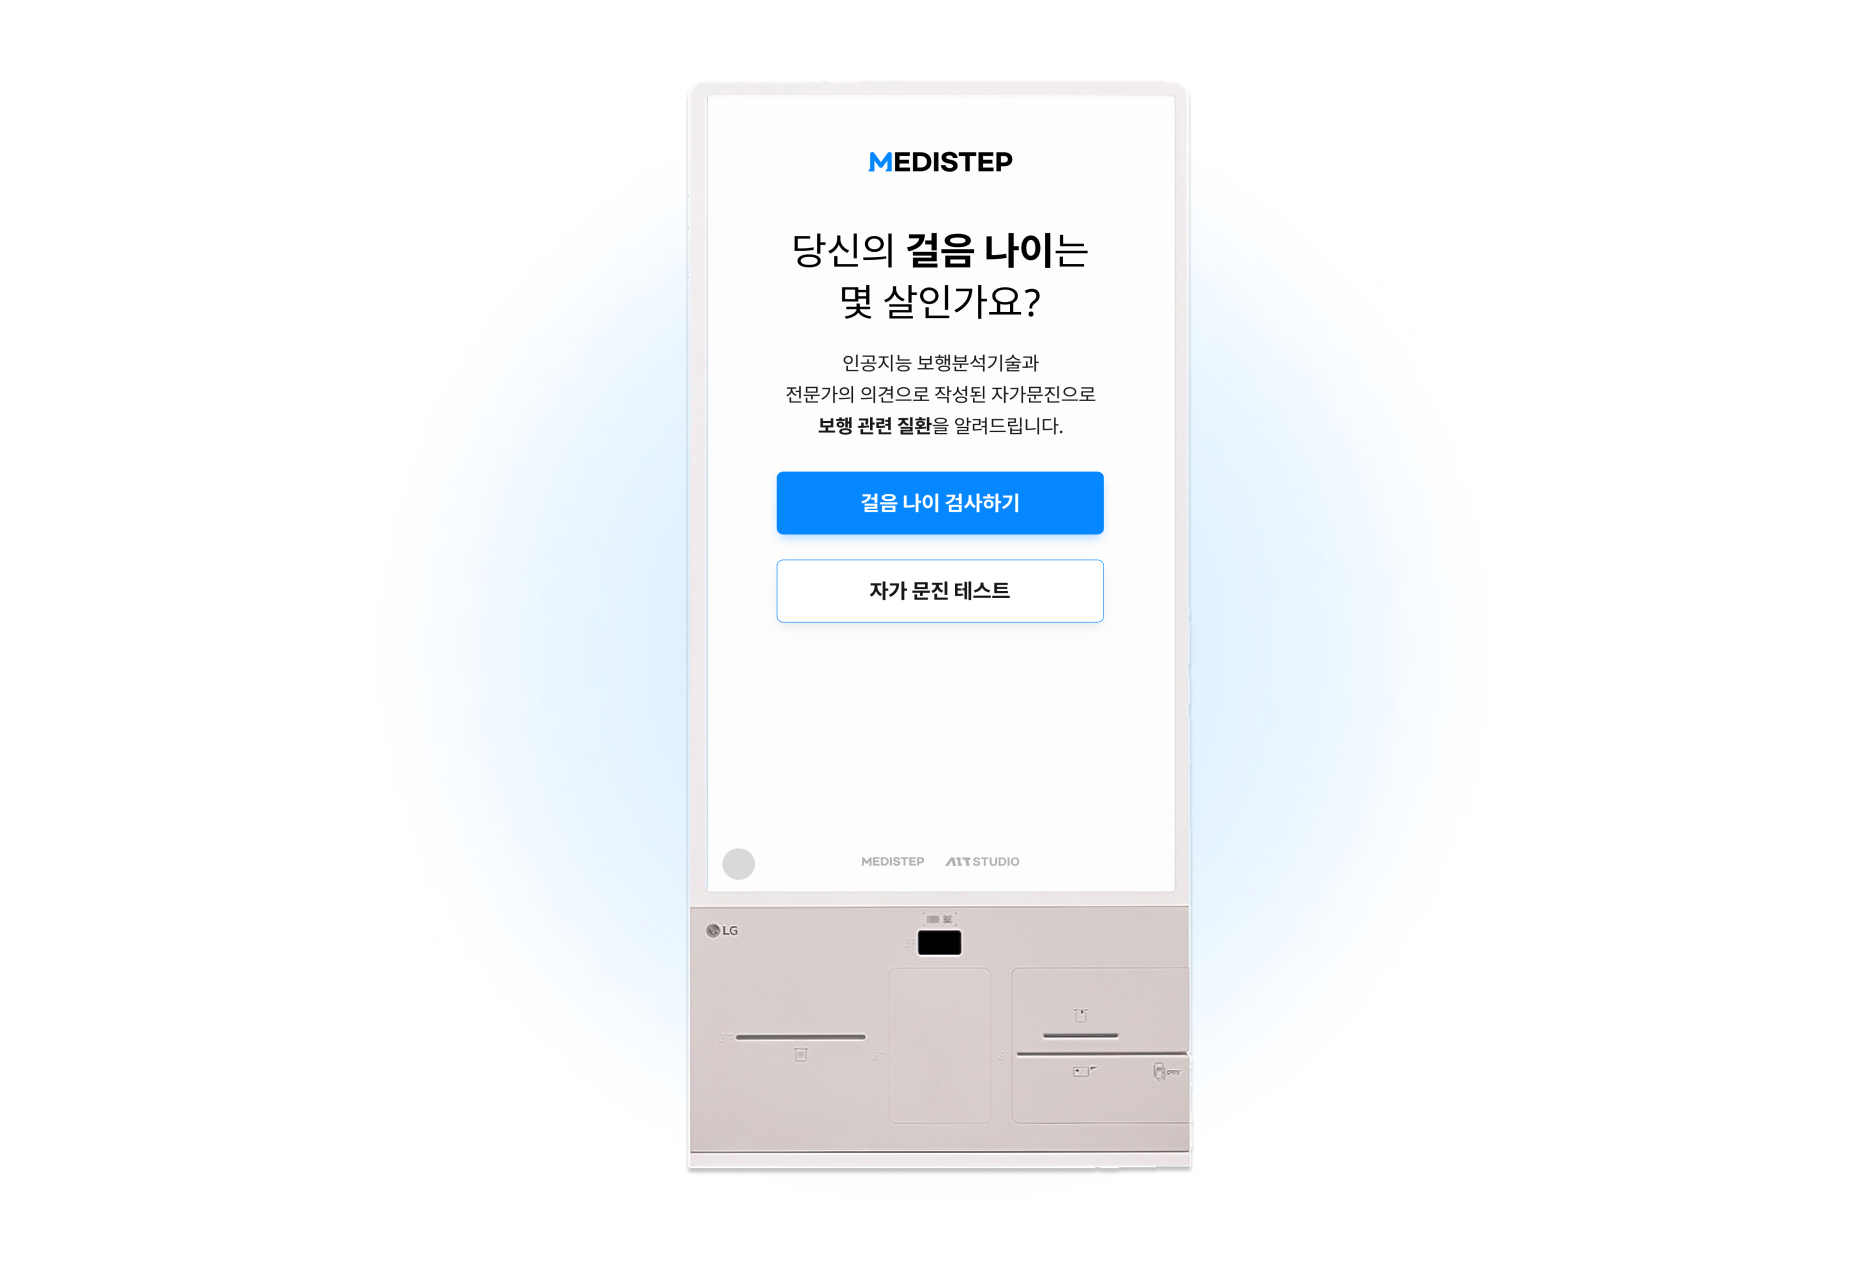 MEDISTEP
당신의 걸음 나이는
몇 살인가요?
인공지능 보행분석기술과
전문가의 의견으로 작성된 자가문진으로
보행 관련 질환을 알려드립니다.
걸음 나이 검사하기
자가 문진 테스트
MEDISTEP AIT STUDIO
LG
pay